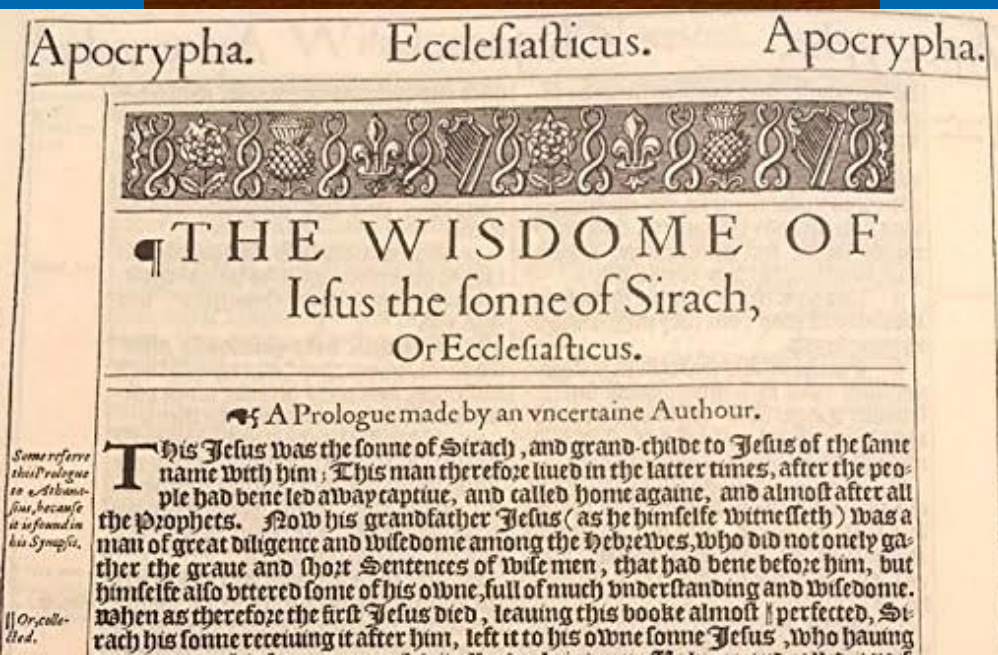 Apocrypha. Eccleſiaſticus. Apocrypha.
¶THE WISDOME OF
Ieſus the ſonne of Sirach,
Or Eccleſiaſticus.
A Prologue made by an vncertaine Authour.
This Jeſus was the ſonne of Sirach, and grand-childe to Jeſus of the ſame
name with him; This man therefore liued in the latter times, after the peo-
ple had bene led away captiue, and called home againe, and almoſt after all
the Prophets. Now his grandfather Jeſus (as he himſelfe witneſſeth) was a
man of great diligence and wiſedome among the Hebrewes, who did not onely ga-
ther the graue and ſhort Sentences of wiſe men, that had bene before him, but
himſelfe alſo vttered ſome of his owne, full of much vnderſtanding and wiſedome.
When as therefore the firſt Jeſus died, leauing this booke almoſt ‖perfected, Si-
rach his ſonne receiuing it after him, left it to his owne ſonne Jeſus, who hauing
Some referre
this Prologue
to Athana-
ſius, becauſe
it is found in
his Synopſis.
‖Or, colle-
cted.